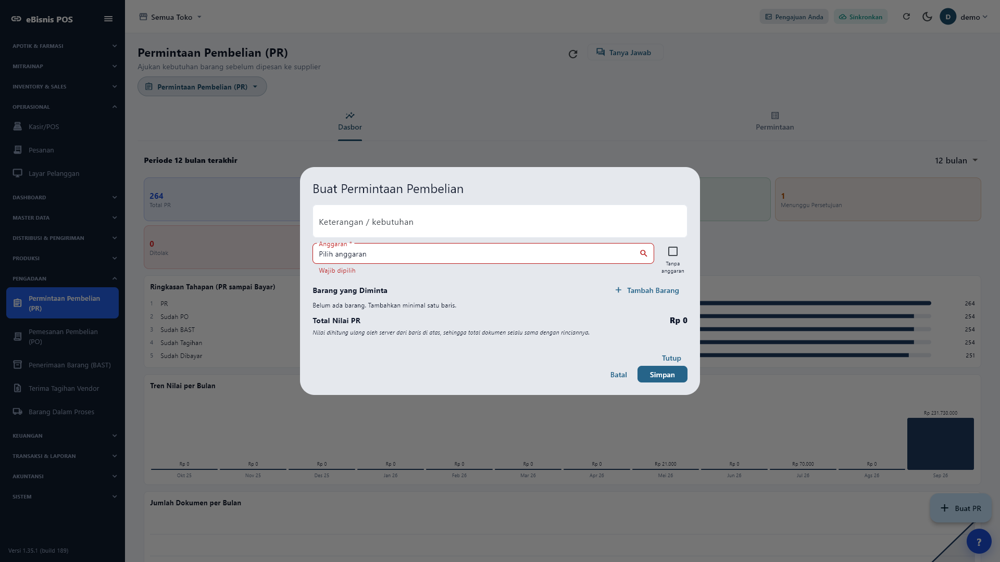 eBisnis POS
Semua Toko
Pengajuan Anda
Sinkronkan
D
demo
APOTIK & FARMASI
MITRAINAP
INVENTORY & SALES
OPERASIONAL
Kasir/POS
Pesanan
Layar Pelanggan
DASHBOARD
MASTER DATA
DISTRIBUSI & PENGIRIMAN
PRODUKSI
PENGADAAN
Permintaan Pembelian
(PR)
Pemesanan Pembelian
(PO)
Penerimaan Barang (BAST)
Terima Tagihan Vendor
Barang Dalam Proses
KEUANGAN
TRANSAKSI & LAPORAN
AKUNTANSI
SISTEM
Versi 1.35.1 (build 189)
Permintaan Pembelian (PR)
Ajukan kebutuhan barang sebelum dipesan ke supplier
Tanya Jawab
Permintaan Pembelian (PR)
Dasbor
Permintaan
Periode 12 bulan terakhir
12 bulan
264
Total PR
1
Menunggu Persetujuan
0
Ditolak
Ringkasan Tahapan (PR sampai Bayar)
1 PR 264
2 Sudah PO 254
3 Sudah BAST 254
4 Sudah Tagihan 254
5 Sudah Dibayar 251
Buat Permintaan Pembelian
Keterangan / kebutuhan
Anggaran *
Pilih anggaran
Wajib dipilih
Tanpa
anggaran
Barang yang Diminta
Tambah Barang
Belum ada barang. Tambahkan minimal satu baris.
Total Nilai PR
Rp 0
Nilai dihitung ulang oleh server dari baris di atas, sehingga total dokumen selalu sama dengan rinciannya.
Tutup
Batal
Simpan
Tren Nilai per Bulan
Rp 0 Rp 0 Rp 0 Rp 0 Rp 0 Rp 0 Rp 0 Rp 21.000 Rp 0 Rp 70.000 Rp 0 Rp 231.730.000
Okt 25 Nov 25 Des 25 Jan 26 Feb 26 Mar 26 Apr 26 Mei 26 Jun 26 Jul 26 Ags 26 Sep 26
Jumlah Dokumen per Bulan
Buat PR
?